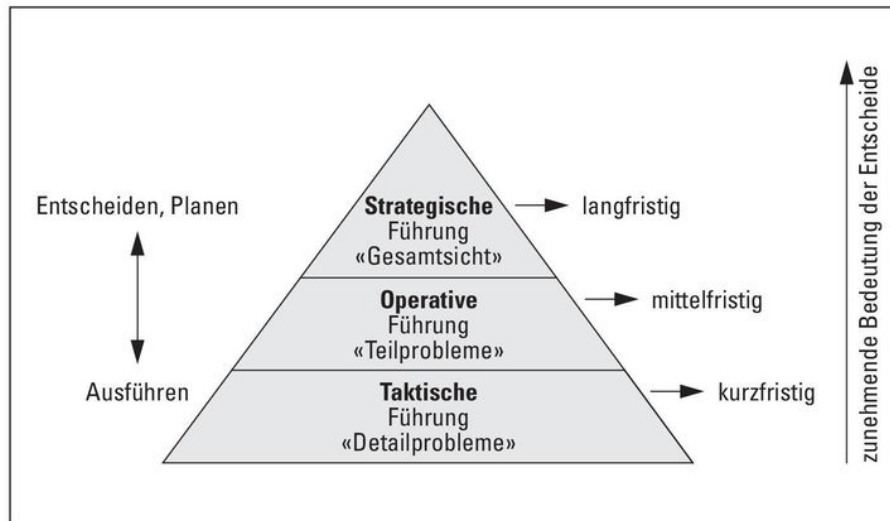 Entscheiden, Planen
Ausführen
Strategische
Führung
«Gesamtsicht»
langfristig
Operative
Führung
«Teilprobleme»
mittelfristig
Taktische
Führung
«Detailprobleme»
kurzfristig
zunehmende Bedeutung der Entscheide